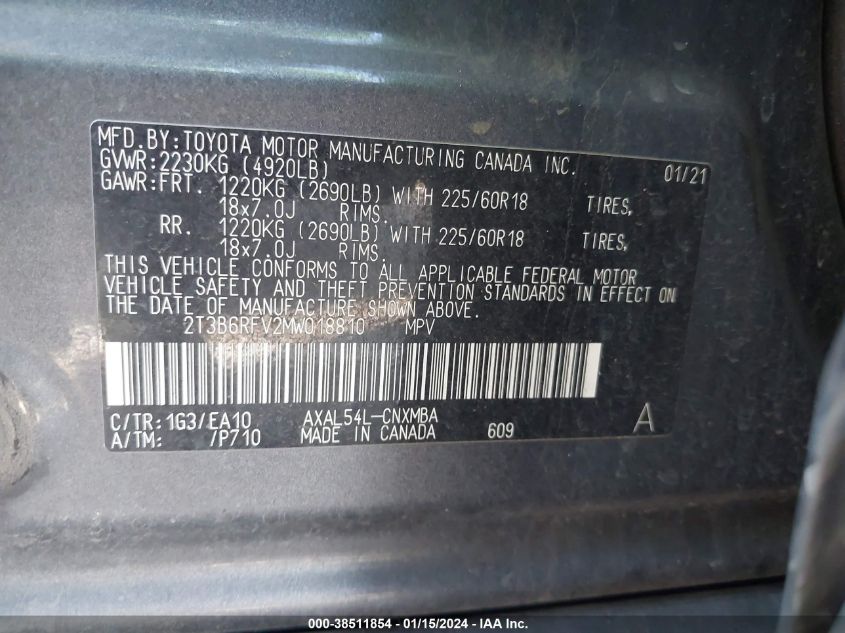 MFD.BY:TOYOTA MOTOR MANUFACTURING CANADA INC. 01/21
GVWR:2230KG (4920LB)
GAWR:FRT. 1220KG (2690LB) WITH 225/60R18 TIRES,
18x7.0J RIMS.
RR. 1220KG (2690LB) WITH 225/60R18 TIRES,
18x7.0J RIMS.
THIS VEHICLE CONFORMS TO ALL APPLICABLE FEDERAL MOTOR
VEHICLE SAFETY AND THEFT PREVENTION STANDARDS IN EFFECT ON
THE DATE OF MANUFACTURE SHOWN ABOVE.
2T3B6RFV2MW018810 MPV
C/TR:1G3/EA10 AXAL54L-CNXMBA A
A/TM: /P710 MADE IN CANADA 609
000-38511854 / 01/15/2024 - IAA Inc.